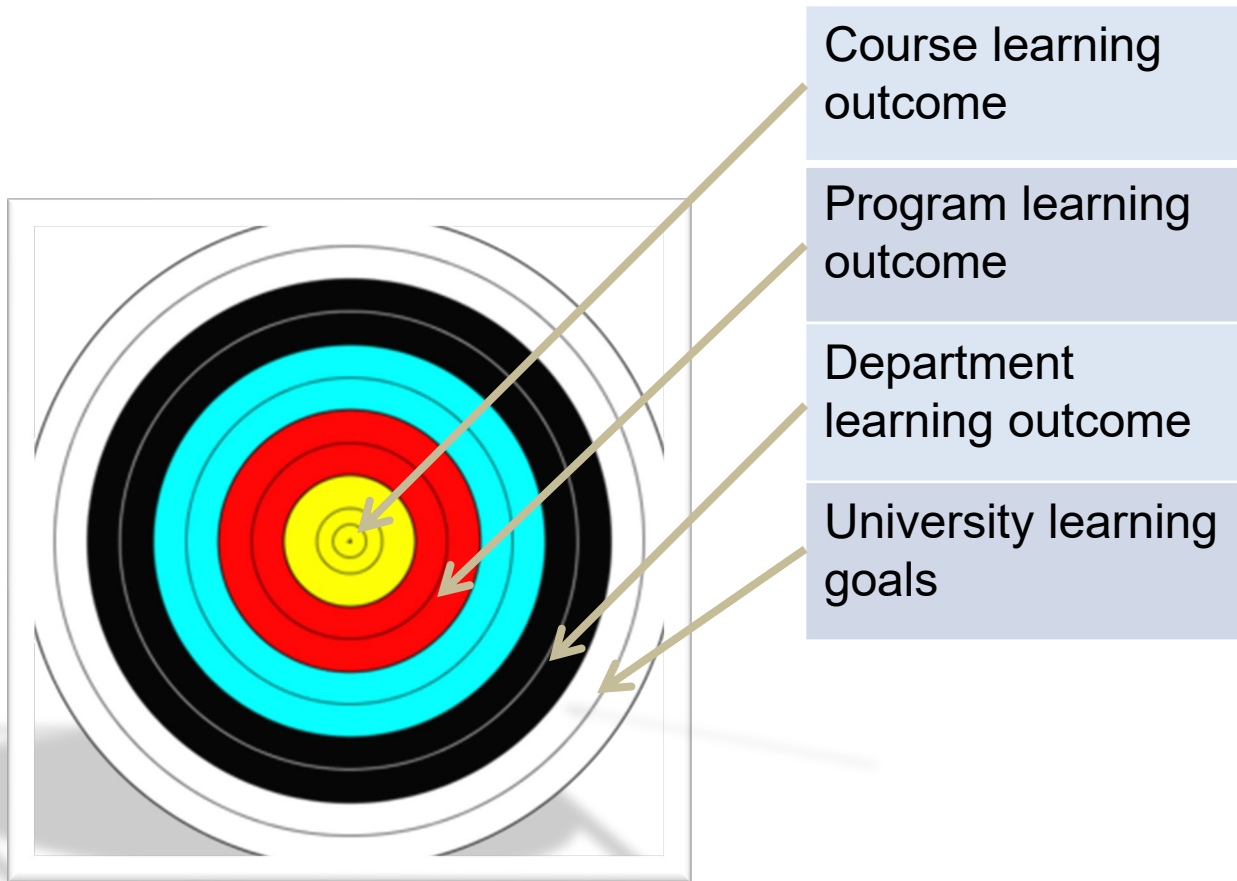 Course learning
outcome
Program learning
outcome
Department
learning outcome
University learning
goals